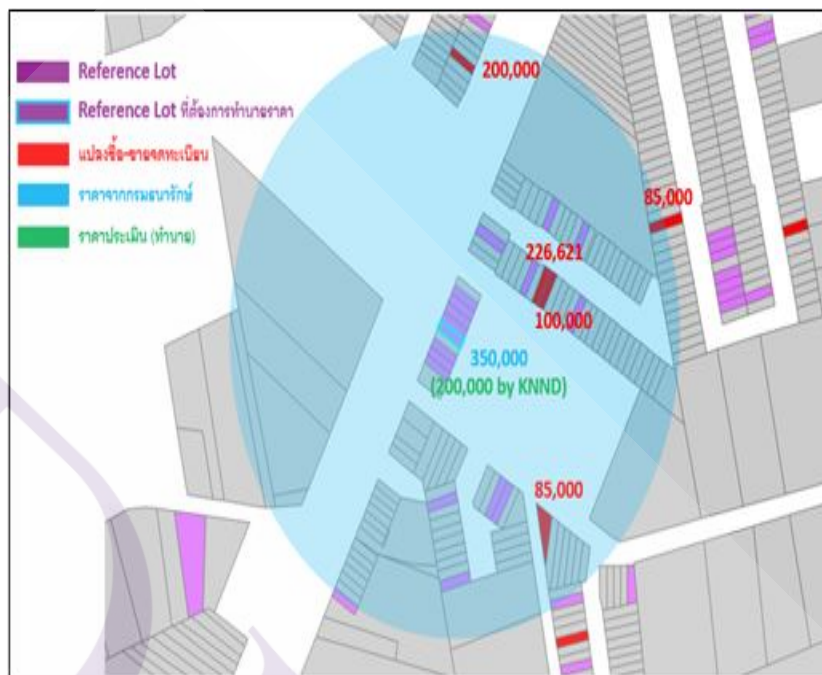 Reference Lot
Reference Lot ที่ต้องการทำนายราคา
แปลงซื้อ-ขายจดทะเบียน
ราคาจากกรมธนารักษ์
ราคาประเมิน (ทำนาย)
200,000
85,000
226,621
100,000
350,000
(200,000 by KNND)
85,000